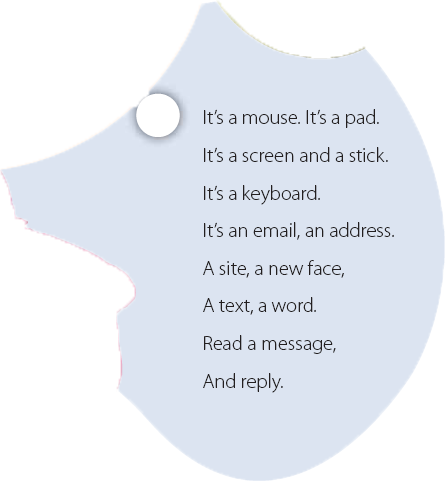 It’s a mouse. It’s a pad.
It’s a screen and a stick.
It’s a keyboard.
It’s an email, an address.
A site, a new face,
A text, a word.
Read a message,
And reply.